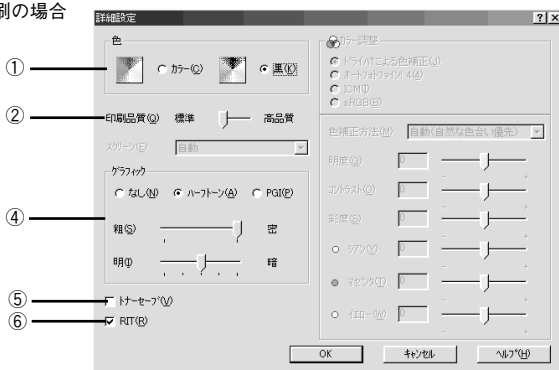 刷の場合
詳細設定
色
① カラー(C) 黒(K)
② 印刷品質(Q) 標準 高品質
スクリーン(E) 自動
グラフィック
なし(N) ハーフトーン(A) PGI(P)
④ 粗(S) 密
明(I) 暗
⑤ トナーセーブ(V)
⑥ RIT(R)
カラー調整
ドライバによる色補正(J)
オートフォトファイン!4(4)
ICM(T)
sRGB(B)
色補正方法(M) 自動(自然な色合い優先)
明度(G) 0
- +
コントラスト(O) 0
- +
彩度(S) 0
- +
シアン(Y) 0
- +
マゼンタ(T) 0
- +
イエロー(W) 0
- +
OK キャンセル ヘルプ(H)